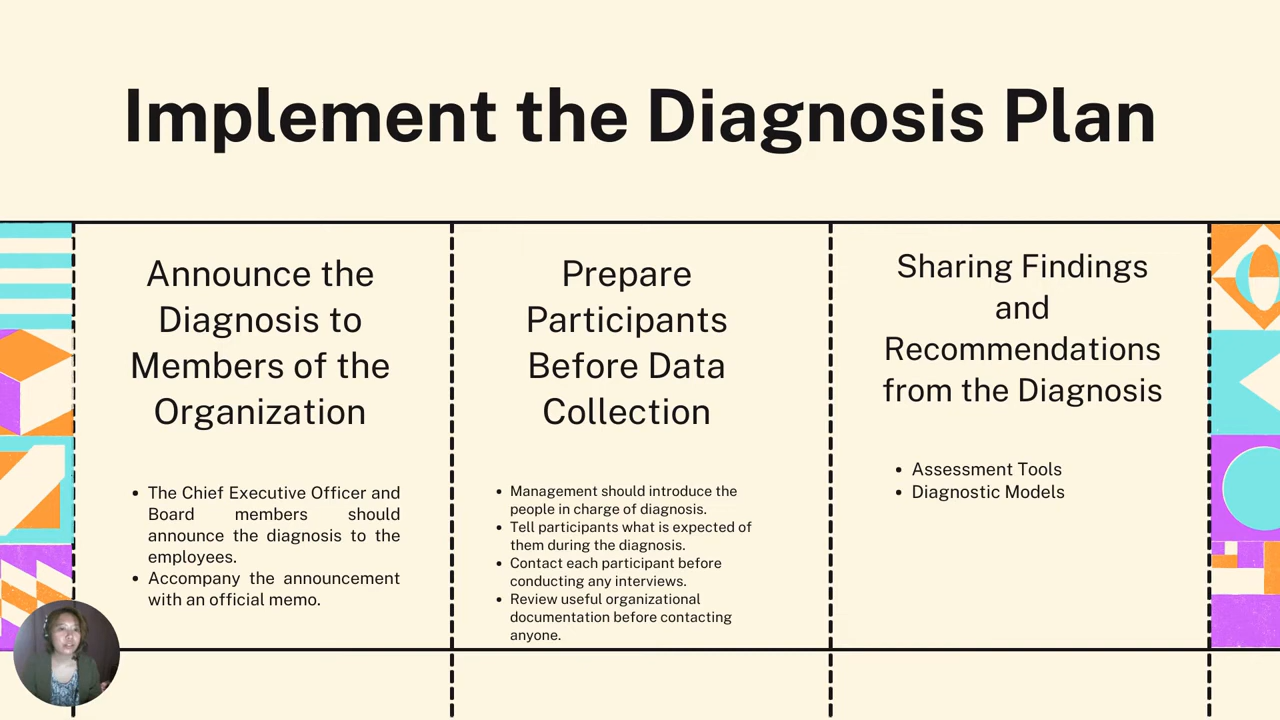 Implement the Diagnosis Plan
Announce the
Diagnosis to
Members of the
Organization
• The Chief Executive Officer and
Board members should
announce the diagnosis to the
employees.
• Accompany the announcement
with an official memo.
Prepare
Participants
Before Data
Collection
• Management should introduce the
people in charge of diagnosis.
• Tell participants what is expected of
them during the diagnosis.
• Contact each participant before
conducting any interviews.
• Review useful organizational
documentation before contacting
anyone.
Sharing Findings
and
Recommendations
from the Diagnosis
• Assessment Tools
• Diagnostic Models